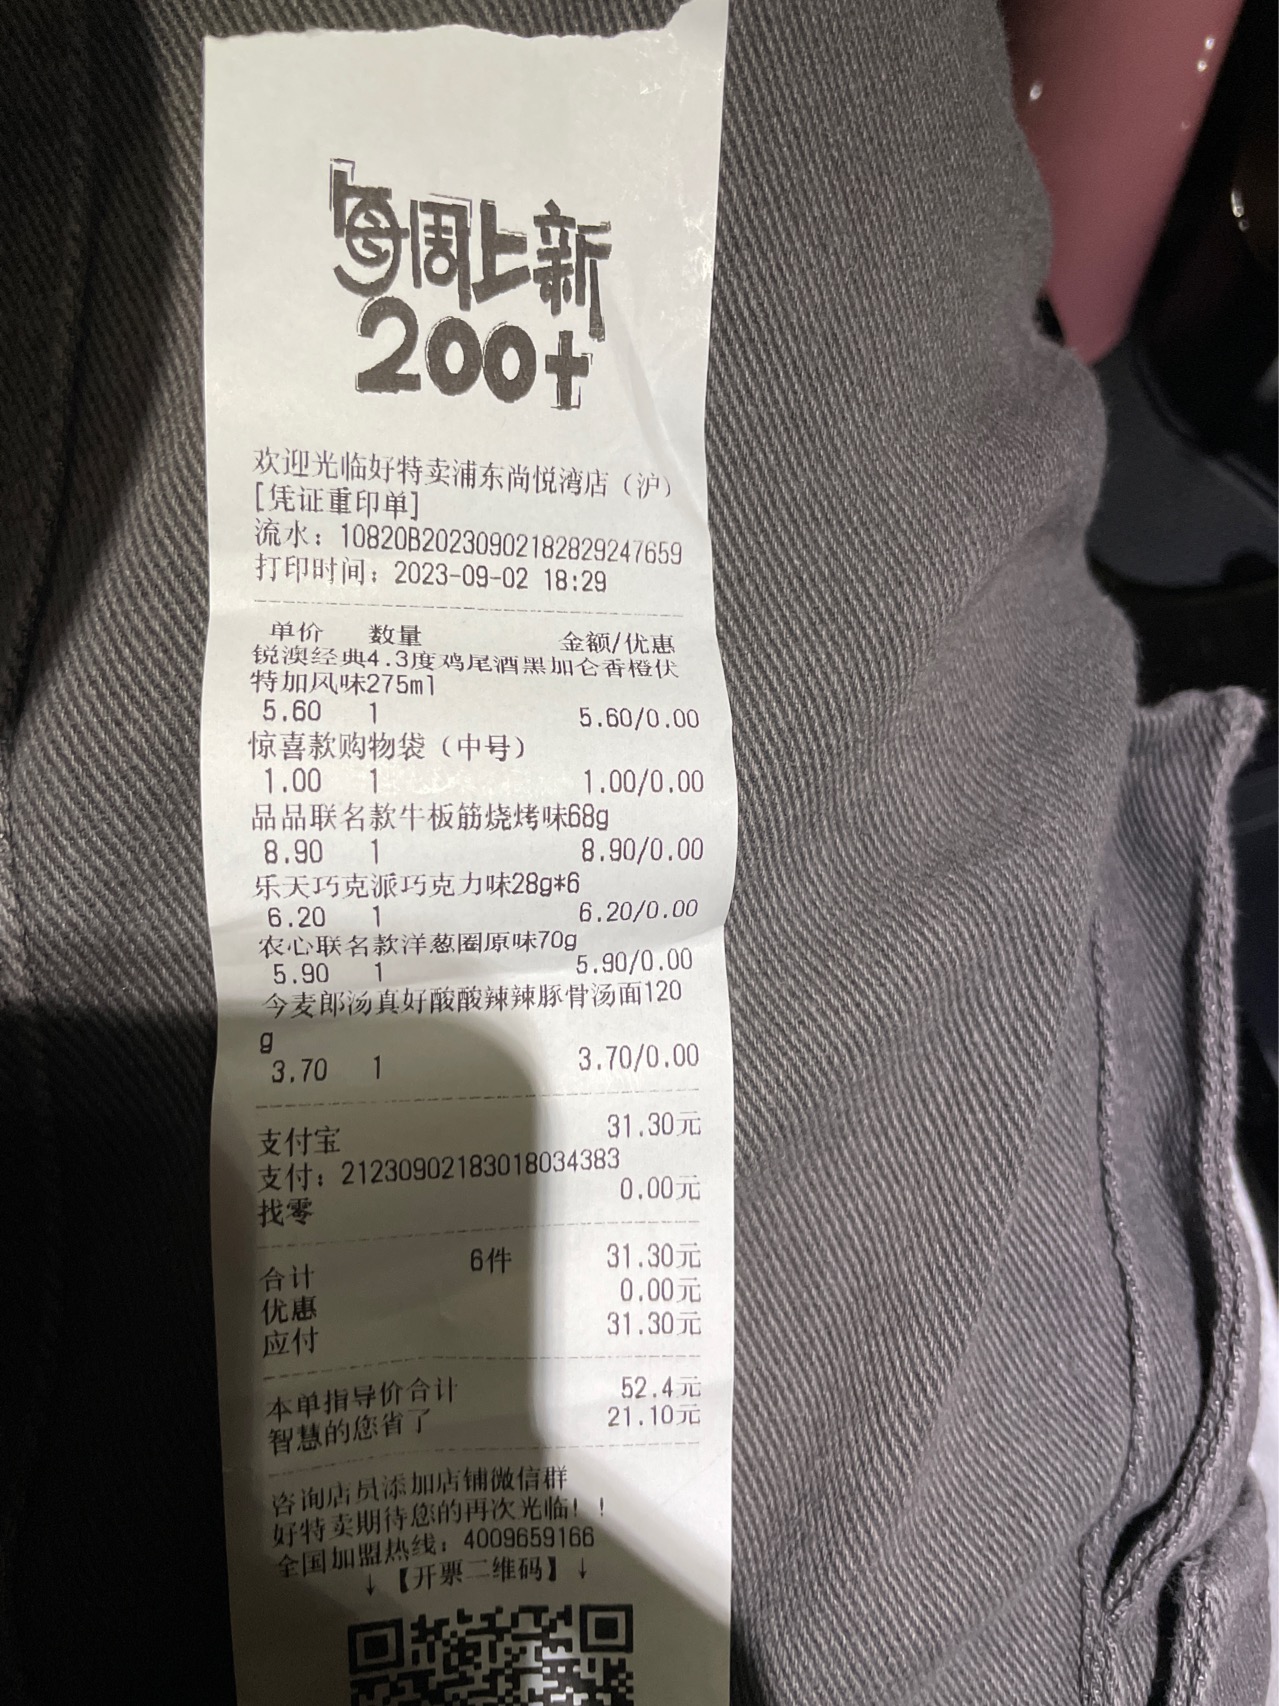 每周上新
200+
欢迎光临好特卖浦东尚悦湾店（沪）
[凭证重印单]
流水：10820B202309021828292​47659
打印时间：2023-09-02 18:29
单价 数量 金额/优惠
锐澳经典4.3度鸡尾酒黑加仑香橙伏
特加风味275ml
5.60 1 5.60/0.00
惊喜款购物袋（中号）
1.00 1 1.00/0.00
品品联名款牛板筋烧烤味68g
8.90 1 8.90/0.00
乐天巧克派巧克力味28g*6
6.20 1 6.20/0.00
农心联名款洋葱圈原味70g
5.90 1 5.90/0.00
今麦郎汤真好酸酸辣辣豚骨汤面120
g
3.70 1 3.70/0.00
支付宝 31.30元
支付：21230902183018034383
找零 0.00元
合计 6件 31.30元
优惠 0.00元
应付 31.30元
本单指导价合计 52.4元
智慧的您省了 21.10元
咨询店员添加店铺微信群
好特卖期待您的再次光临！！
全国加盟热线：4009659166
↓【开票二维码】↓